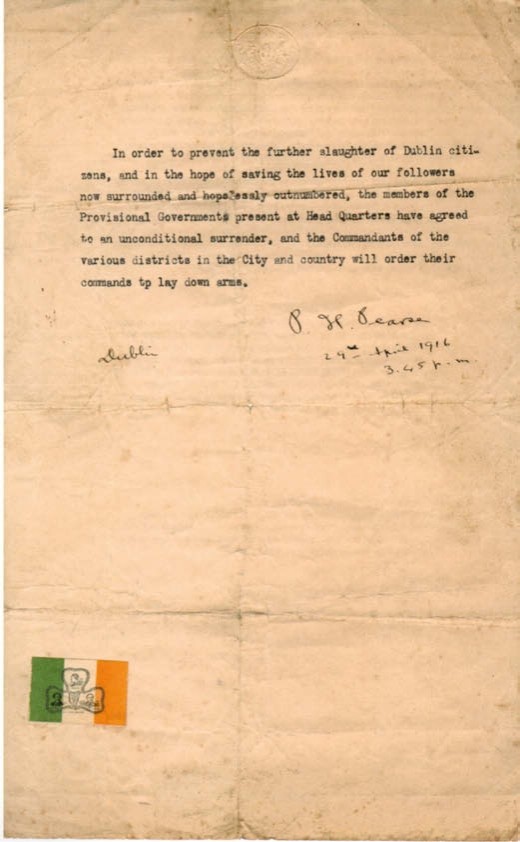 In order to prevent the further slaughter of Dublin citi-
zens, and in the hope of saving the lives of our followers
now surrounded and hopelessly outnumbered, the members of the
Provisional Governments present at Head Quarters have agreed
to an unconditional surrender, and the Commandants of the
various districts in the City and country will order their
commands tp lay down arms.
P. H. Pearse
Dublin
29th April 1916
3.45 p.m.